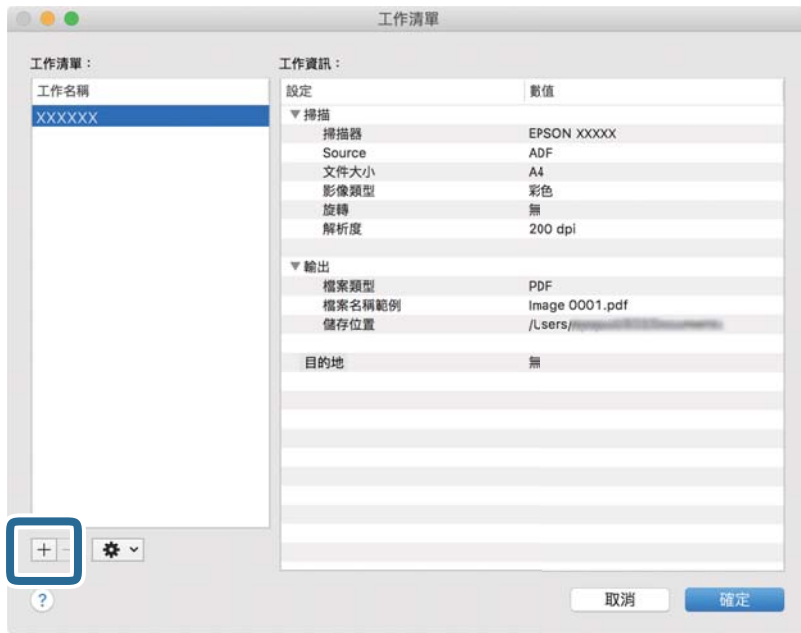 工作清單
工作清單：
工作資訊：
工作名稱
設定 數值
XXXXXX
▼掃描
掃描器 EPSON XXXXX
Source ADF
文件大小 A4
影像類型 彩色
旋轉 無
解析度 200 dpi
▼輸出
檔案類型 PDF
檔案名稱範例 Image 0001.pdf
儲存位置 /Lsers/
目的地 無
+ -
?
取消 確定